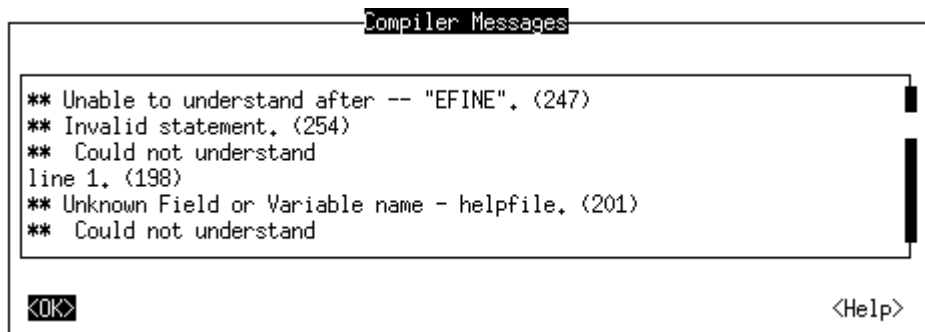 Compiler Messages
** Unable to understand after -- "EFINE". (247)
** Invalid statement. (254)
**  Could not understand
line 1. (198)
** Unknown Field or Variable name - helpfile. (201)
**  Could not understand
<OK> <Help>